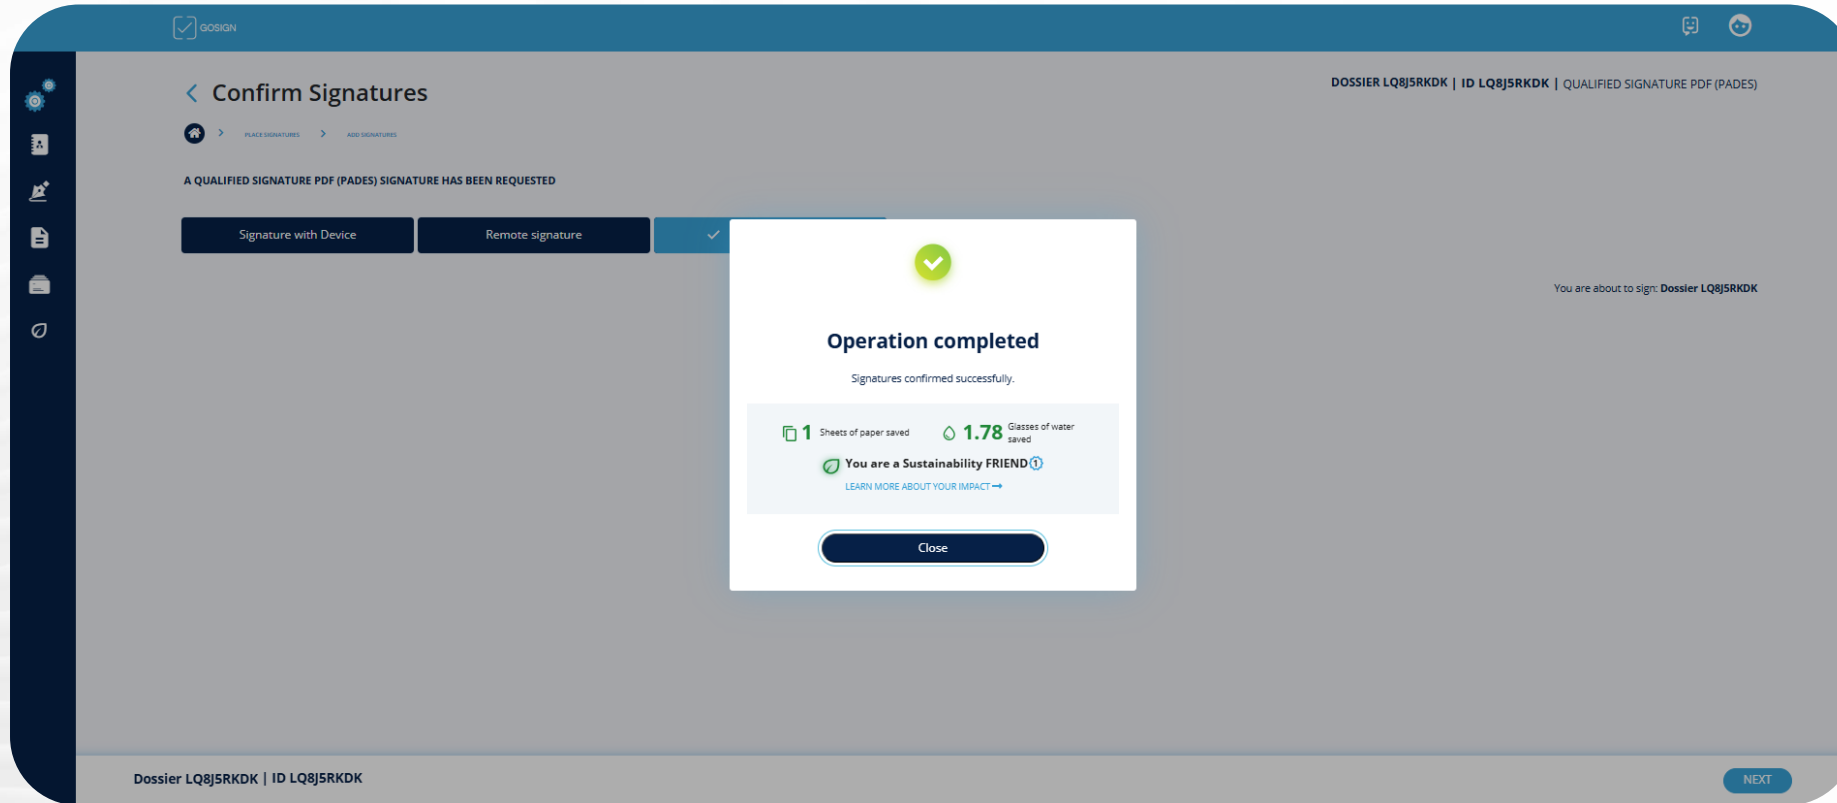 GOSIGN
Confirm Signatures
DOSSIER LQ8J5RKDK | ID LQ8J5RKDK | QUALIFIED SIGNATURE PDF (PADES)
PLACE SIGNATURES > ADD SIGNATURES
A QUALIFIED SIGNATURE PDF (PADES) SIGNATURE HAS BEEN REQUESTED
Signature with Device
Remote signature
You are about to sign: Dossier LQ8J5RKDK
Operation completed
Signatures confirmed successfully.
1 Sheets of paper saved
1.78 Glasses of water
saved
You are a Sustainability FRIEND 1
LEARN MORE ABOUT YOUR IMPACT
Close
Dossier LQ8J5RKDK | ID LQ8J5RKDK
NEXT